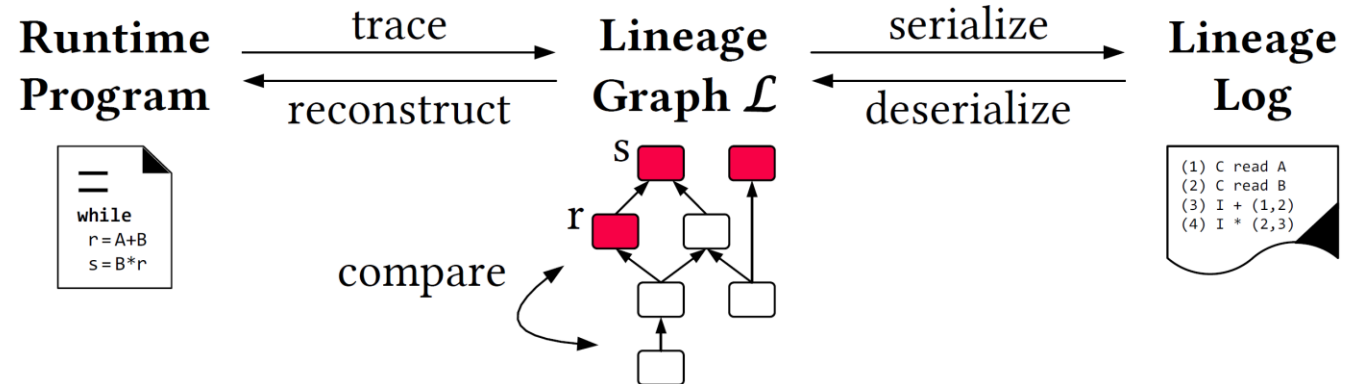 Runtime
Program
trace
reconstruct
Lineage
Graph ℒ
serialize
deserialize
Lineage
Log
while
r=A+B
s=B*r
s
r
compare
(1) C read A
(2) C read B
(3) I + (1,2)
(4) I * (2,3)